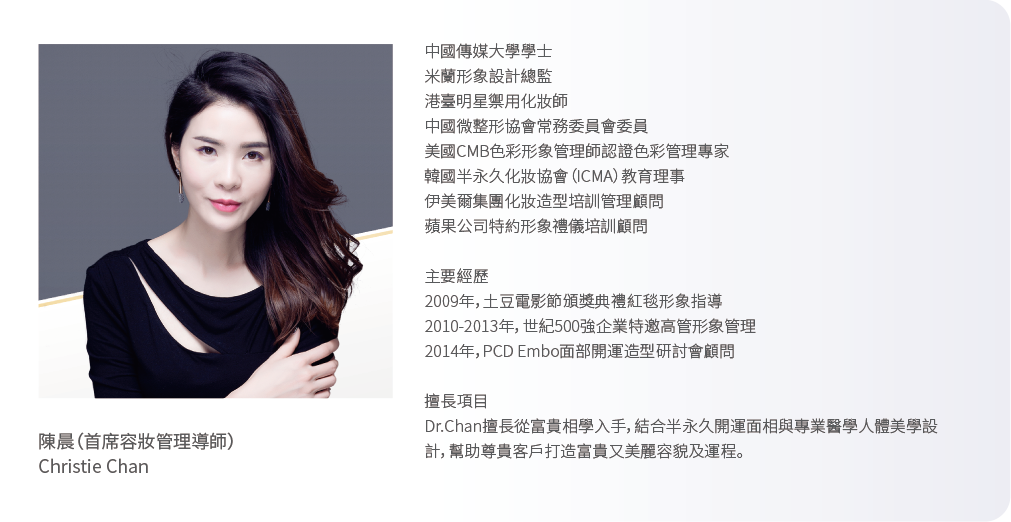 中國傳媒大學學士
米蘭形象設計總監
港臺明星禦用化妝師
中國微整形協會常務委員會委員
美國CMB色彩形象管理師認證色彩管理專家
韓國半永久化妝協會（ICMA）教育理事
伊美爾集團化妝造型培訓管理顧問
蘋果公司特約形象禮儀培訓顧問
主要經歷
2009年，土豆電影節頒獎典禮紅毯形象指導
2010-2013年，世紀500強企業特邀高管形象管理
2014年，PCD Embo面部開運造型研討會顧問
擅長項目
Dr.Chan擅長從富貴相學入手，結合半永久開運面相與專業醫學人體美學設
計，幫助尊貴客戶打造富貴又美麗容貌及運程。
陳晨（首席容妝管理導師）
Christie Chan